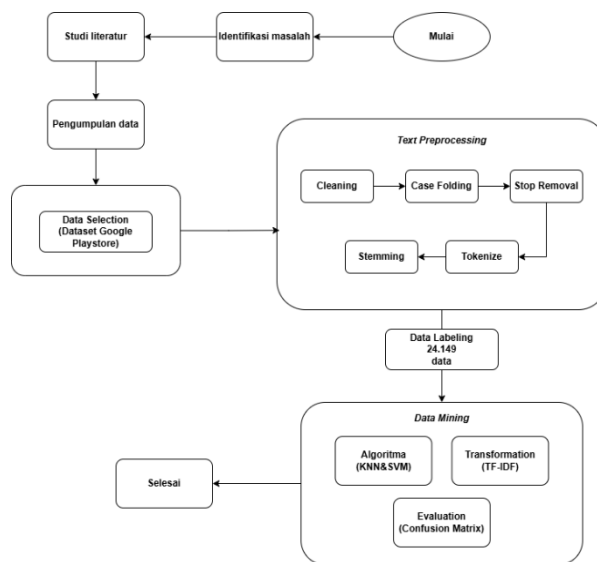 Mulai
Identifikasi masalah
Studi literatur
Pengumpulan data
Data Selection
(Dataset Google
Playstore)
Text Preprocessing
Cleaning
Case Folding
Stop Removal
Tokenize
Stemming
Data Labeling
24.149
data
Data Mining
Algoritma
(KNN&SVM)
Transformation
(TF-IDF)
Evaluation
(Confusion Matrix)
Selesai